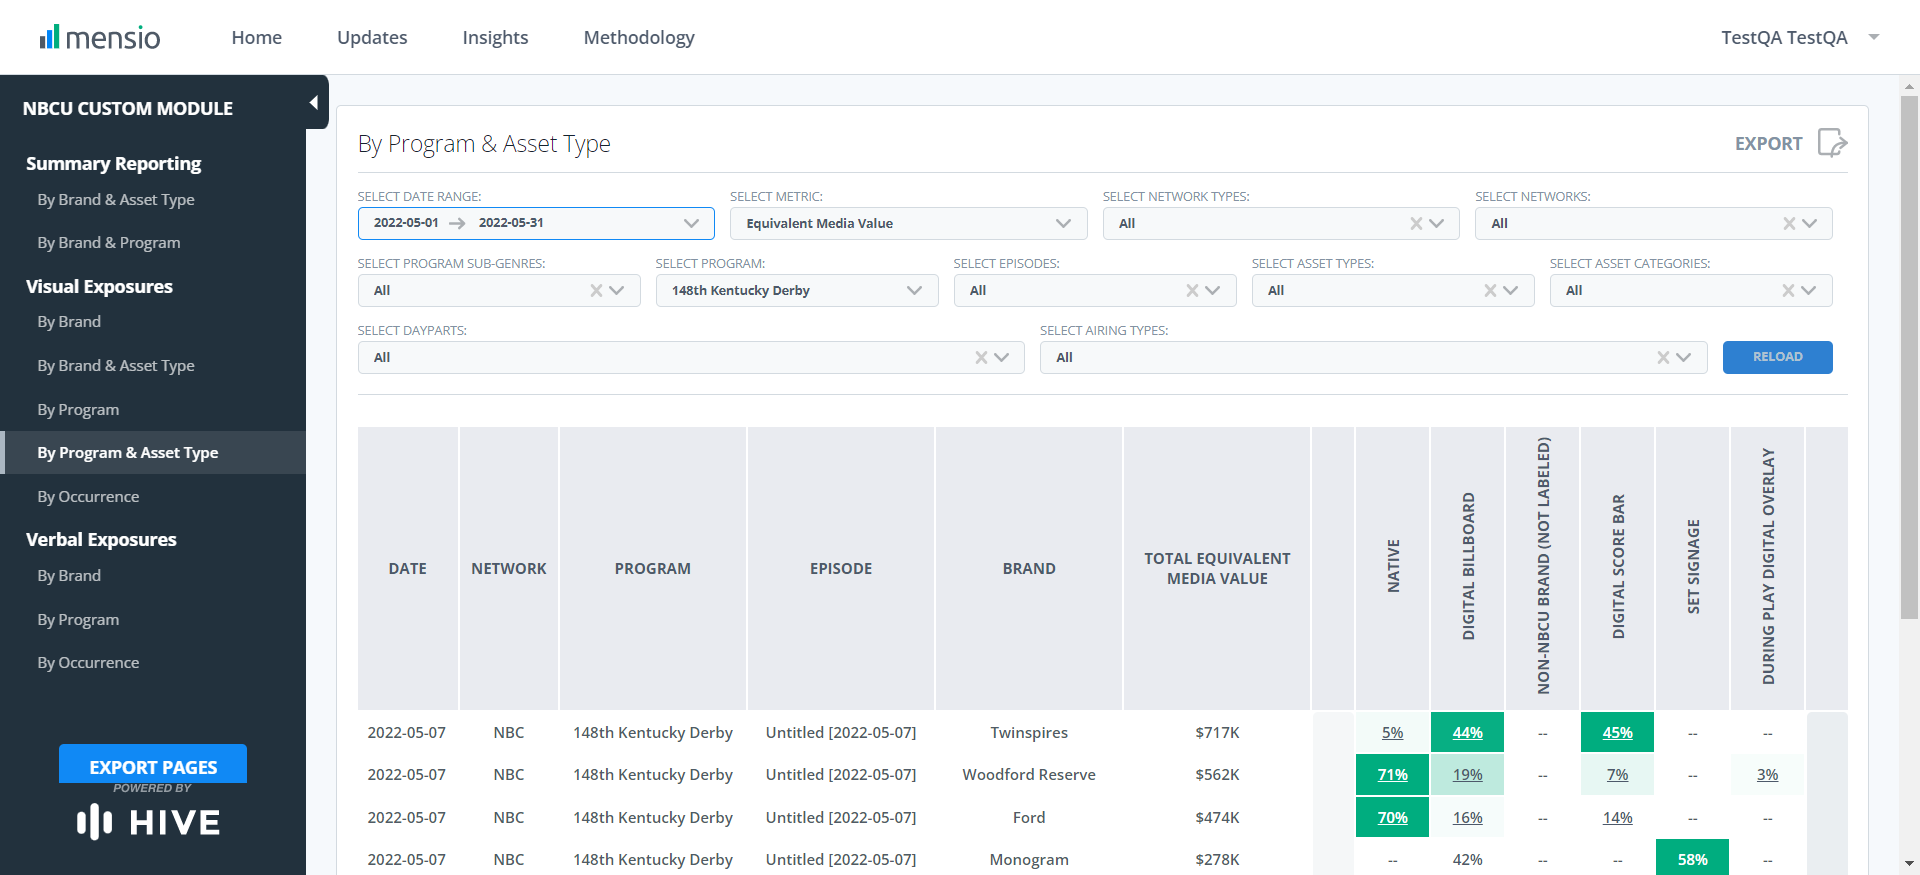 mensio
Home
Updates
Insights
Methodology
TestQA TestQA
NBCU CUSTOM MODULE
Summary Reporting
By Brand & Asset Type
By Brand & Program
Visual Exposures
By Brand
By Brand & Asset Type
By Program
By Program & Asset Type
By Occurrence
Verbal Exposures
By Brand
By Program
By Occurrence
EXPORT PAGES
POWERED BY
HIVE
By Program & Asset Type
EXPORT
SELECT DATE RANGE:
2022-05-01 → 2022-05-31
SELECT METRIC:
Equivalent Media Value
SELECT NETWORK TYPES:
All
SELECT NETWORKS:
All
SELECT PROGRAM SUB-GENRES:
All
SELECT PROGRAM:
148th Kentucky Derby
SELECT EPISODES:
All
SELECT ASSET TYPES:
All
SELECT ASSET CATEGORIES:
All
SELECT DAYPARTS:
All
SELECT AIRING TYPES:
All
RELOAD
DATE
NETWORK
PROGRAM
EPISODE
BRAND
TOTAL EQUIVALENT
MEDIA VALUE
NATIVE
DIGITAL BILLBOARD
NON-NBCU BRAND (NOT LABELED)
DIGITAL SCORE BAR
SET SIGNAGE
DURING PLAY DIGITAL OVERLAY
2022-05-07 NBC 148th Kentucky Derby Untitled [2022-05-07] Twinspires $717K 5% 44% -- 45% -- --
2022-05-07 NBC 148th Kentucky Derby Untitled [2022-05-07] Woodford Reserve $562K 71% 19% -- 7% -- 3%
2022-05-07 NBC 148th Kentucky Derby Untitled [2022-05-07] Ford $474K 70% 16% -- 14% -- --
2022-05-07 NBC 148th Kentucky Derby Untitled [2022-05-07] Monogram $278K -- 42% -- -- 58% --